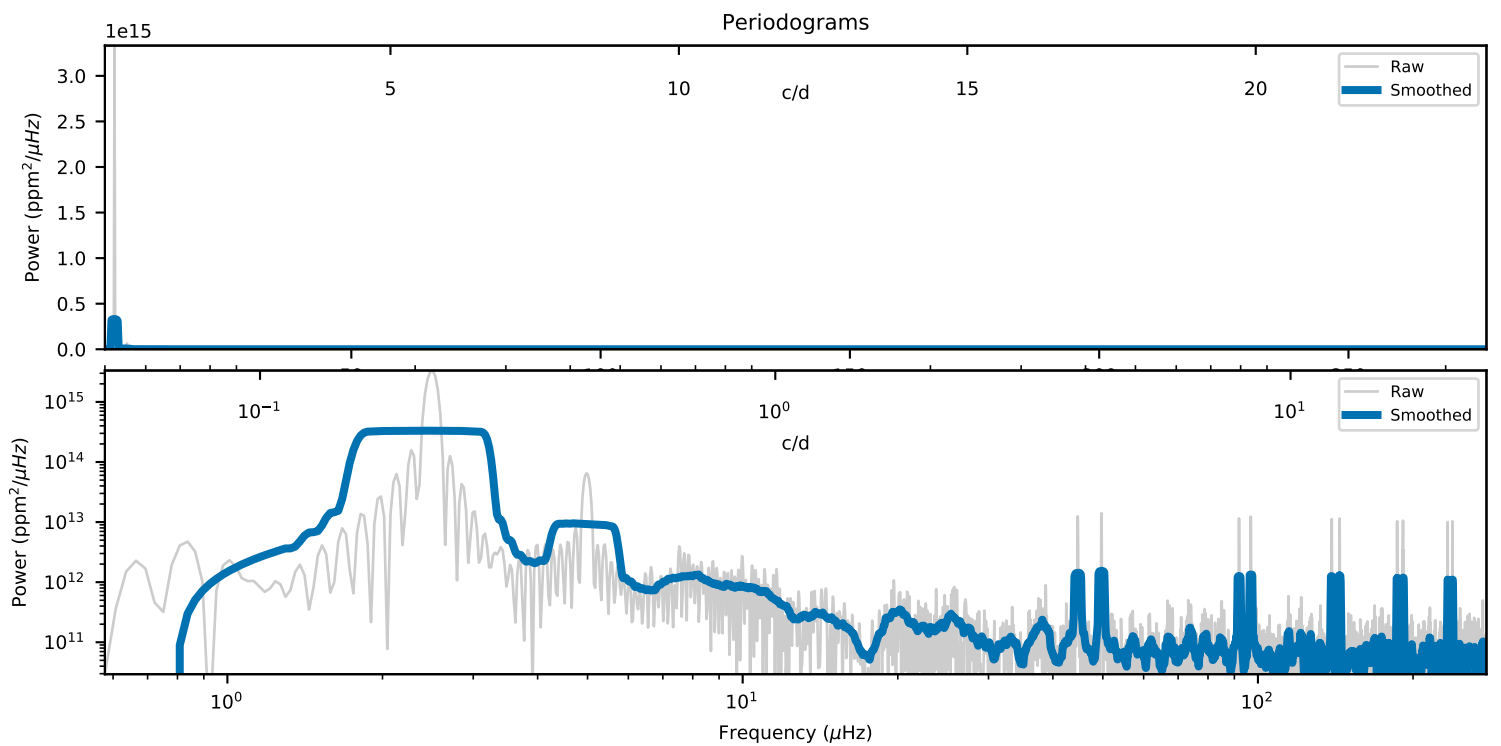 Periodograms
1e15
5 10 15 20
c/d
Raw
Smoothed
3.0
2.5
2.0
1.5
1.0
0.5
0.0
Power (ppm²/μHz)
10⁻¹ 10⁰ 10¹
c/d
Raw
Smoothed
10¹⁵
10¹⁴
10¹³
10¹²
10¹¹
Power (ppm²/μHz)
10⁰ 10¹ 10²
Frequency (μHz)